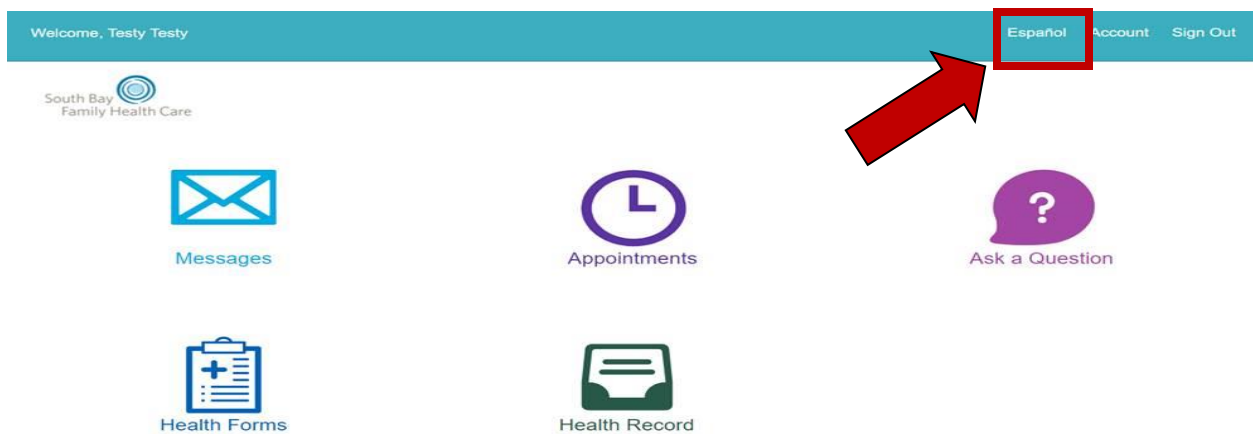 Welcome, Testy Testy
Español Account Sign Out
South Bay
Family Health Care
Messages
Appointments
?
Ask a Question
Health Forms
Health Record